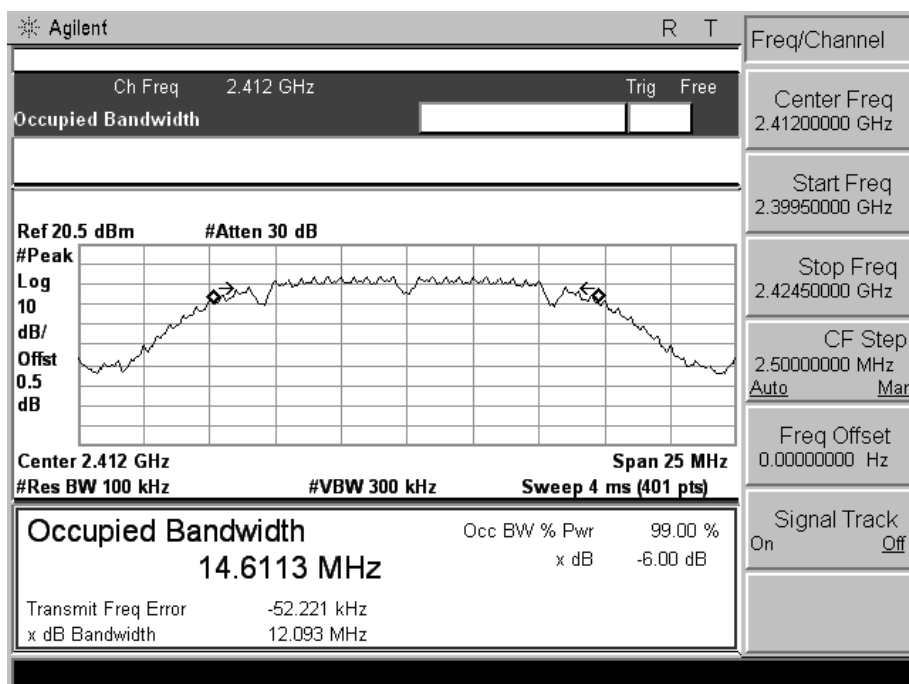 Agilent R T
Ch Freq 2.412 GHz Trig Free
Occupied Bandwidth
Ref 20.5 dBm #Atten 30 dB
#Peak
Log
10
dB/
Offst
0.5
dB
Center 2.412 GHz Span 25 MHz
#Res BW 100 kHz #VBW 300 kHz Sweep 4 ms (401 pts)
Occupied Bandwidth
14.6113 MHz
Occ BW % Pwr 99.00 %
x dB -6.00 dB
Transmit Freq Error -52.221 kHz
x dB Bandwidth 12.093 MHz
Freq/Channel
Center Freq
2.41200000 GHz
Start Freq
2.39950000 GHz
Stop Freq
2.42450000 GHz
CF Step
2.50000000 MHz
Auto Mar
Freq Offset
0.00000000 Hz
Signal Track
On Off